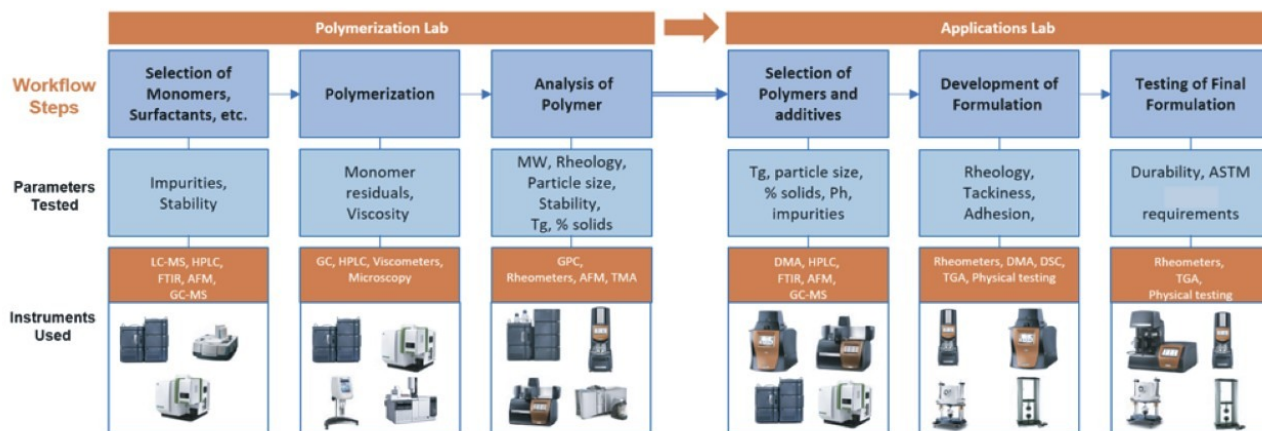 Polymerization Lab
Applications Lab
Workflow
Steps
Selection of
Monomers,
Surfactants, etc.
Polymerization
Analysis of
Polymer
Selection of
Polymers and
additives
Development of
Formulation
Testing of Final
Formulation
Parameters
Tested
Impurities,
Stability
Monomer
residuals,
Viscosity
MW, Rheology,
Particle size,
Stability,
Tg, % solids
Tg, particle size,
% solids, Ph,
impurities
Rheology,
Tackiness,
Adhesion,
Durability, ASTM
requirements
Instruments
Used
LC-MS, HPLC,
FTIR, AFM,
GC-MS
GC, HPLC, Viscometers,
Microscopy
GPC,
Rheometers, AFM, TMA
DMA, HPLC,
FTIR, AFM,
GC-MS
Rheometers, DMA, DSC,
TGA, Physical testing
Rheometers,
TGA,
Physical testing